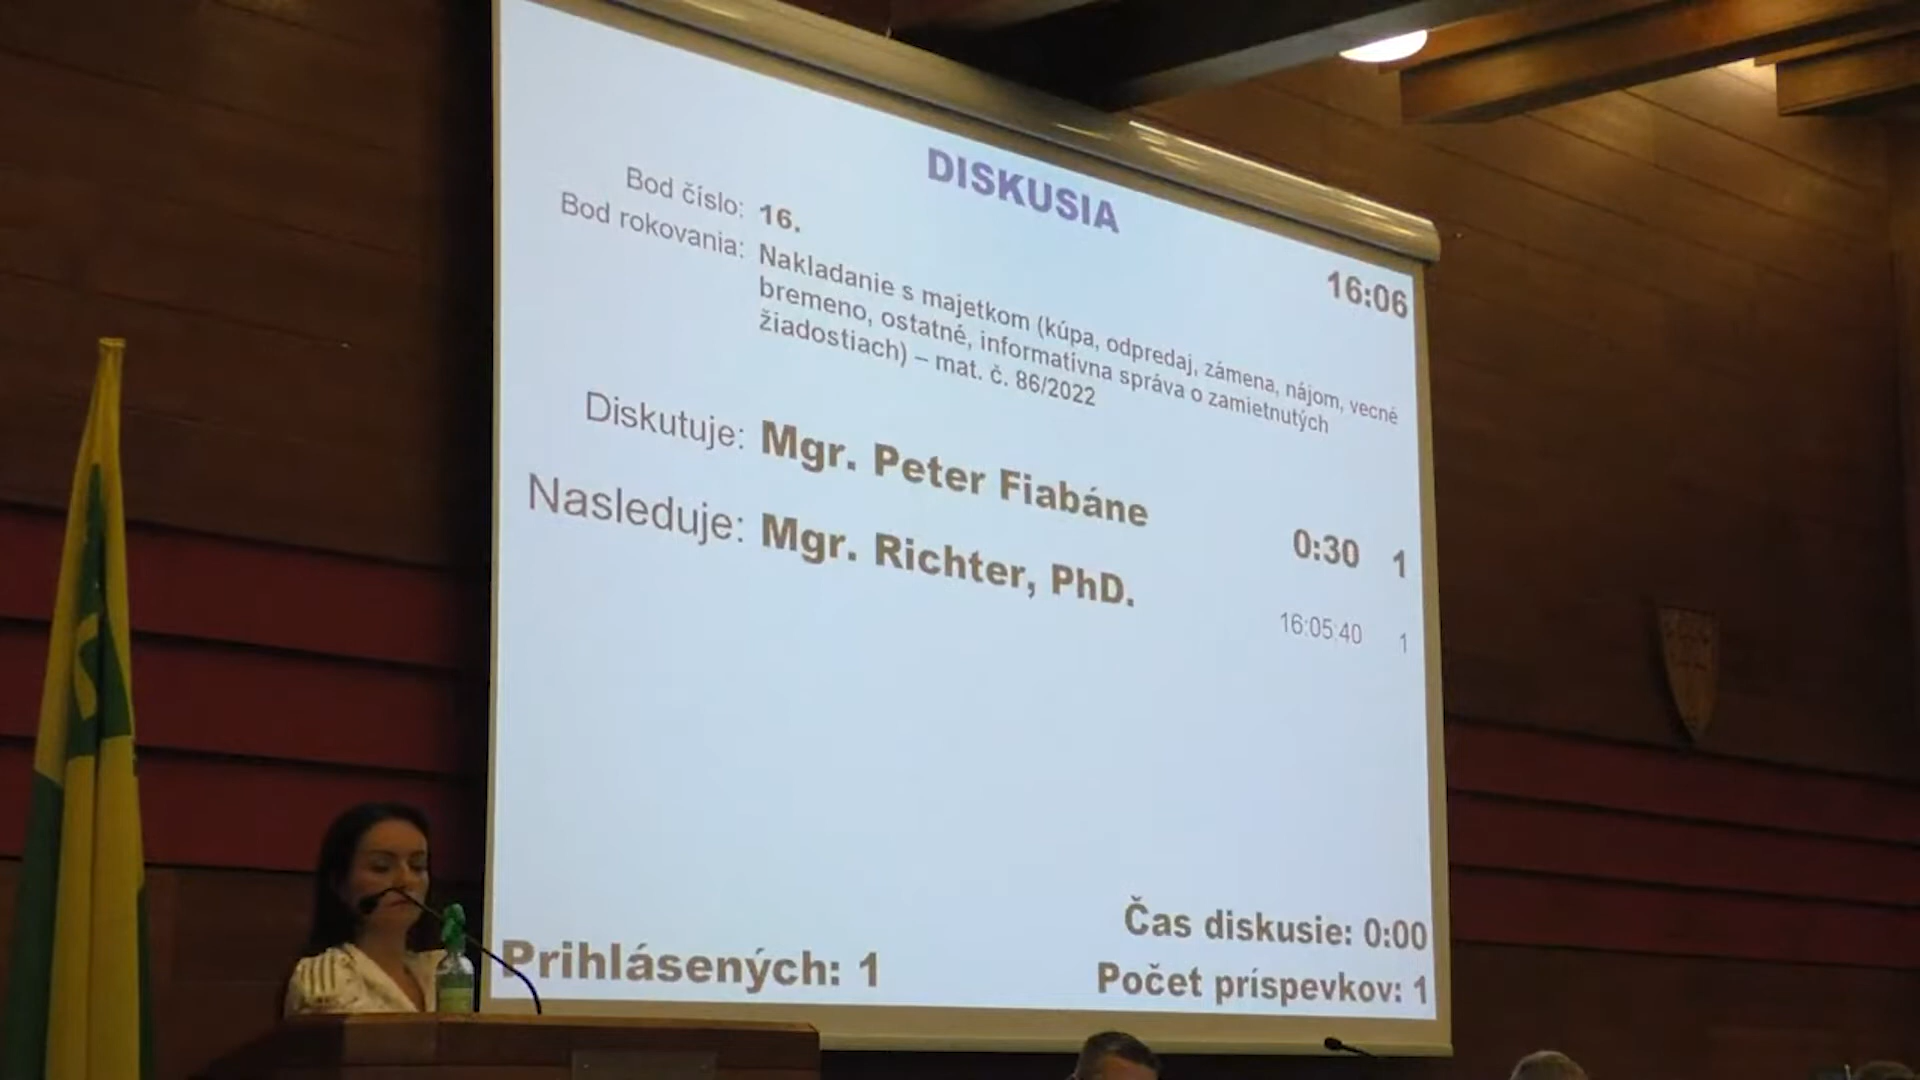 DISKUSIA
16:06
Bod číslo: 16.
Bod rokovania: Nakladanie s majetkom (kúpa, odpredaj, zámena, nájom, vecné
bremeno, ostatné, informatívna správa o zamietnutých
žiadostiach) – mat. č. 86/2022
Diskutuje: Mgr. Peter Fiabáne 0:30 1
Nasleduje: Mgr. Richter, PhD. 16:05:40 1
Čas diskusie: 0:00
Prihlásených: 1
Počet príspevkov: 1